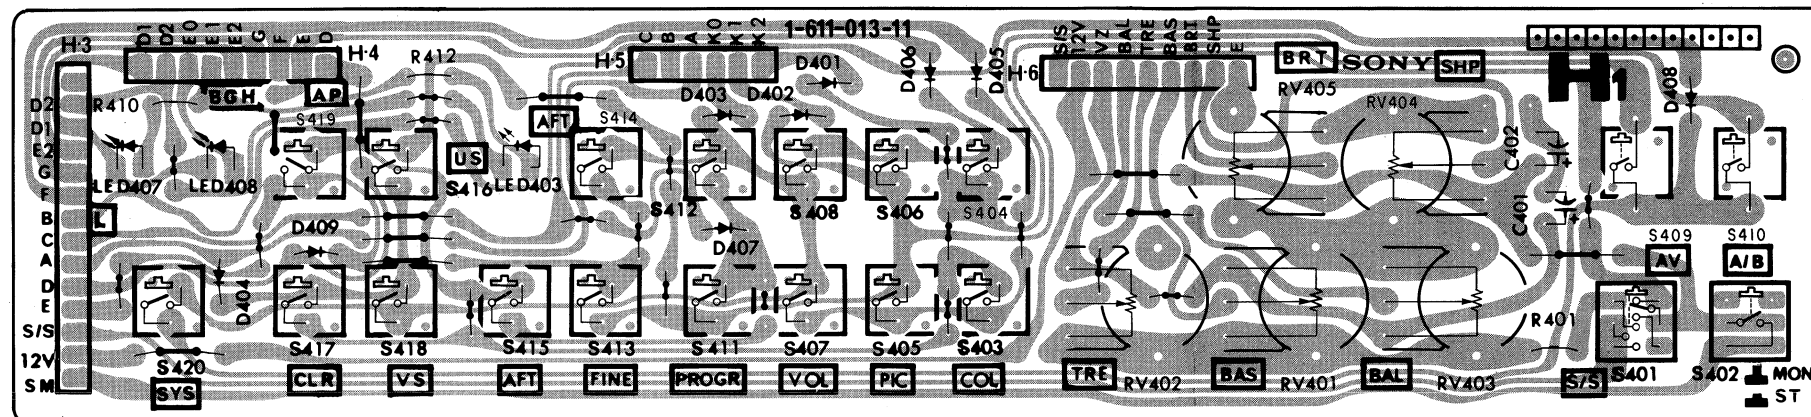 H·3
D1
D2
E0
E1
E2
G
F
E
D
H·4
R412
H·5
C
B
A
K0
K1
K2
1-611-013-11
D401
D406
D405
H·6
S/S
12V
VZ
BAL
TRE
BAS
BRI
SHP
E
BRT
SONY
SHP
H1
D408
RV405
RV404
D2
R410
BGH
AP
D403
D402
D1
S419
AFT
S414
E2
C402
G
US
LED407
LED408
S416
LED403
F
S412
S408
S406
S404
B
L
C401
C
D409
D407
S409
S410
A
AV
A/B
D
D404
E
S/S
R401
12V
S420
S417
S418
S415
S413
S411
S407
S405
S403
SM
SYS
CLR
VS
AFT
FINE
PROGR
VOL
PIC
COL
TRE
RV402
BAS
RV401
BAL
RV403
S/S
S401
S402
MON
ST